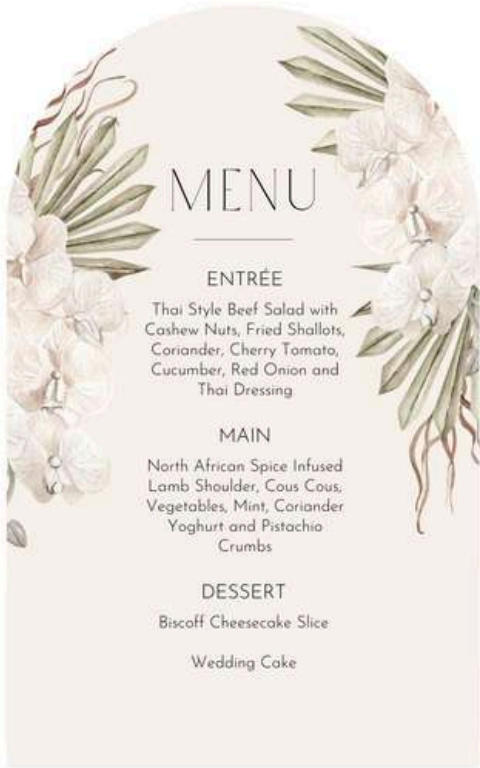 MENU
ENTRÉE
Thai Style Beef Salad with
Cashew Nuts, Fried Shallots,
Coriander, Cherry Tomato,
Cucumber, Red Onion and
Thai Dressing
MAIN
North African Spice Infused
Lamb Shoulder, Cous Cous,
Vegetables, Mint, Coriander
Yoghurt and Pistachio
Crumbs
DESSERT
Biscoff Cheesecake Slice
Wedding Cake